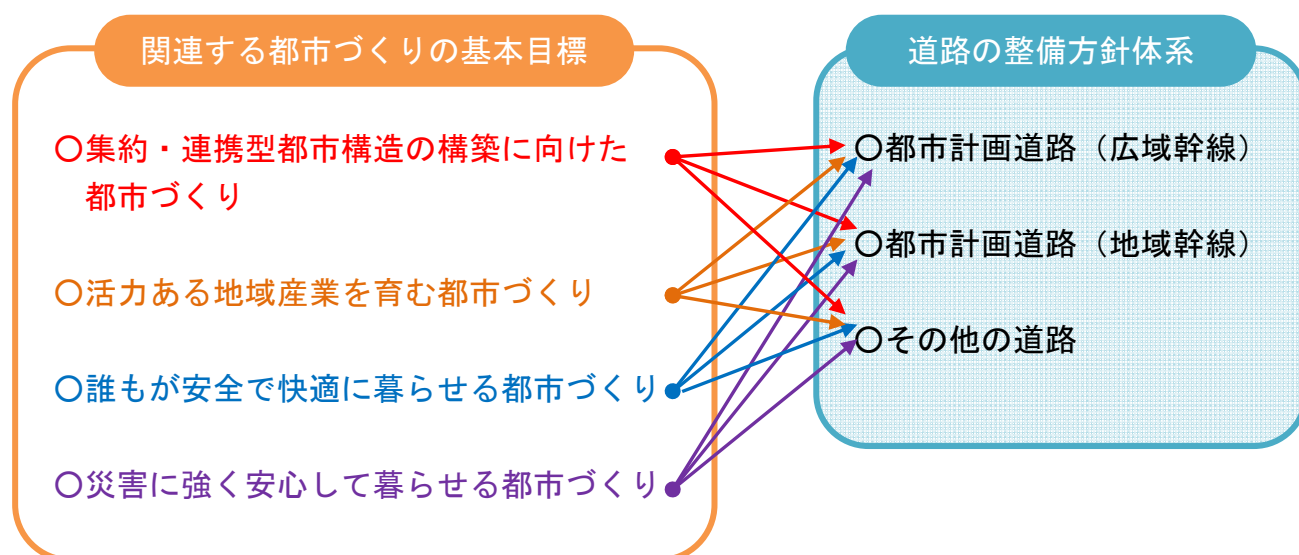 関連する都市づくりの基本目標
〇集約・連携型都市構造の構築に向けた
都市づくり
〇活力ある地域産業を育む都市づくり
〇誰もが安全で快適に暮らせる都市づくり
〇災害に強く安心して暮らせる都市づくり
道路の整備方針体系
〇都市計画道路（広域幹線）
〇都市計画道路（地域幹線）
〇その他の道路